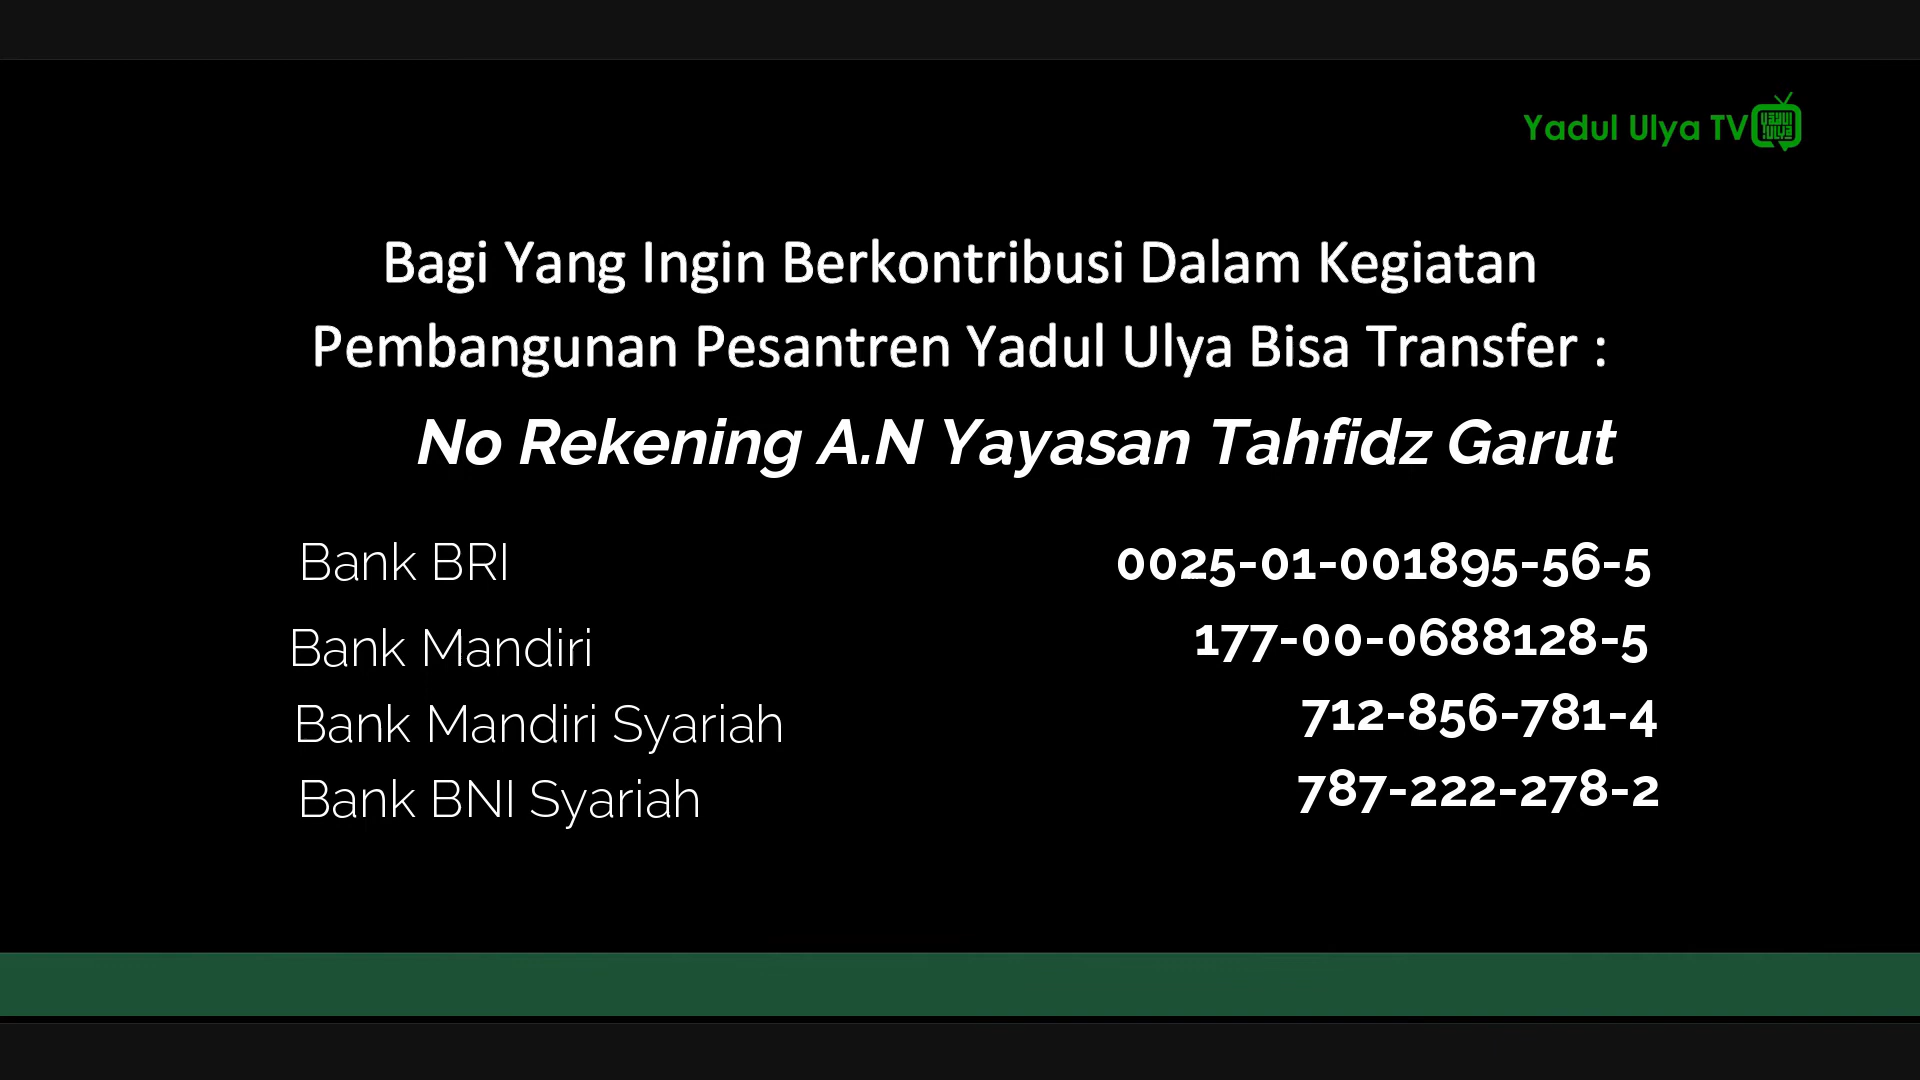 Yadul Ulya TV
Bagi Yang Ingin Berkontribusi Dalam Kegiatan
Pembangunan Pesantren Yadul Ulya Bisa Transfer :
No Rekening A.N Yayasan Tahfidz Garut
Bank BRI 0025-01-001895-56-5
Bank Mandiri 177-00-0688128-5
Bank Mandiri Syariah 712-856-781-4
Bank BNI Syariah 787-222-278-2